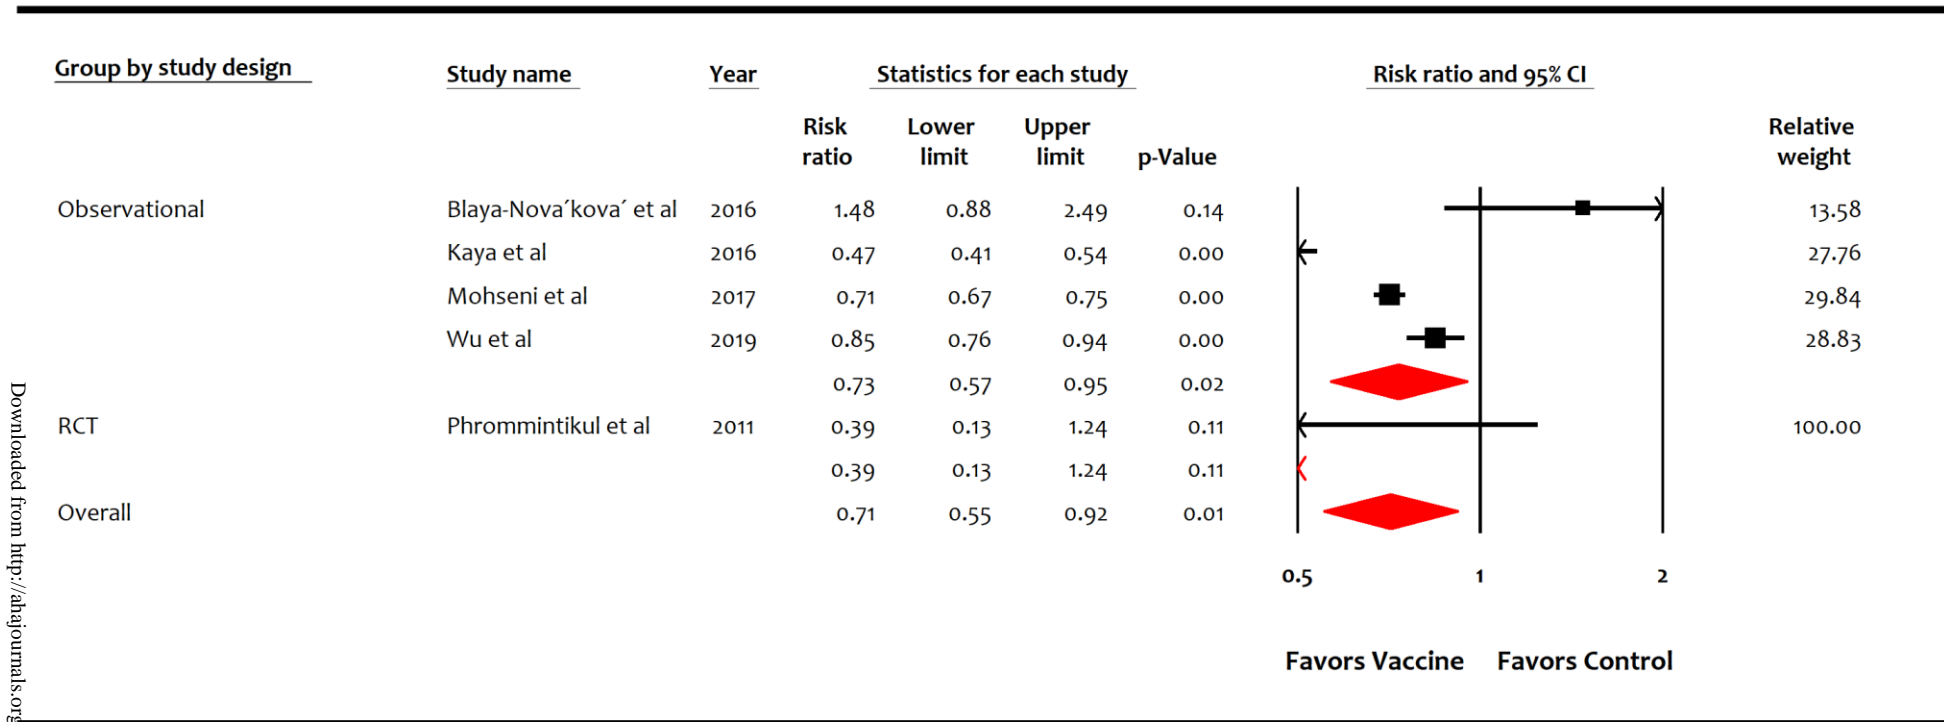 Group by study design Study name Year Statistics for each study Risk ratio and 95% CI
Risk ratio Lower limit Upper limit p-Value Relative weight
Observational Blaya-Nova´kova´ et al 2016 1.48 0.88 2.49 0.14 13.58
Kaya et al 2016 0.47 0.41 0.54 0.00 27.76
Mohseni et al 2017 0.71 0.67 0.75 0.00 29.84
Wu et al 2019 0.85 0.76 0.94 0.00 28.83
0.73 0.57 0.95 0.02
RCT Phrommintikul et al 2011 0.39 0.13 1.24 0.11 100.00
0.39 0.13 1.24 0.11
Overall 0.71 0.55 0.92 0.01
0.5 1 2
Favors Vaccine Favors Control
Downloaded from http://ahajournals.org